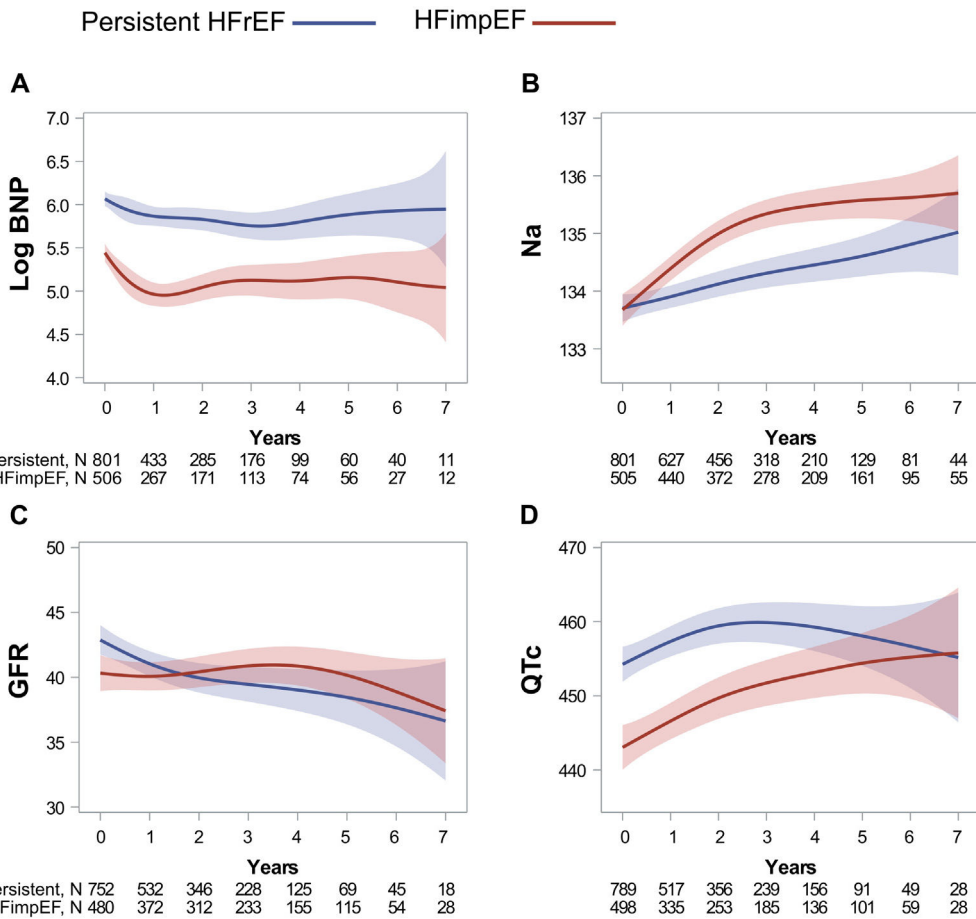 Persistent HFrEF
HFimpEF
A
Log BNP
7.0
6.5
6.0
5.5
5.0
4.5
4.0
0 1 2 3 4 5 6 7
Years
ersistent, N 801 433 285 176 99 60 40 11
HFimpEF, N 506 267 171 113 74 56 27 12
B
Na
137
136
135
134
133
0 1 2 3 4 5 6 7
Years
801 627 456 318 210 129 81 44
505 440 372 278 209 161 95 55
C
GFR
50
45
40
35
30
0 1 2 3 4 5 6 7
Years
ersistent, N 752 532 346 228 125 69 45 18
FimpEF, N 480 372 312 233 155 115 54 28
D
QTc
470
460
450
440
0 1 2 3 4 5 6 7
Years
789 517 356 239 156 91 49 28
498 335 253 185 136 101 59 28